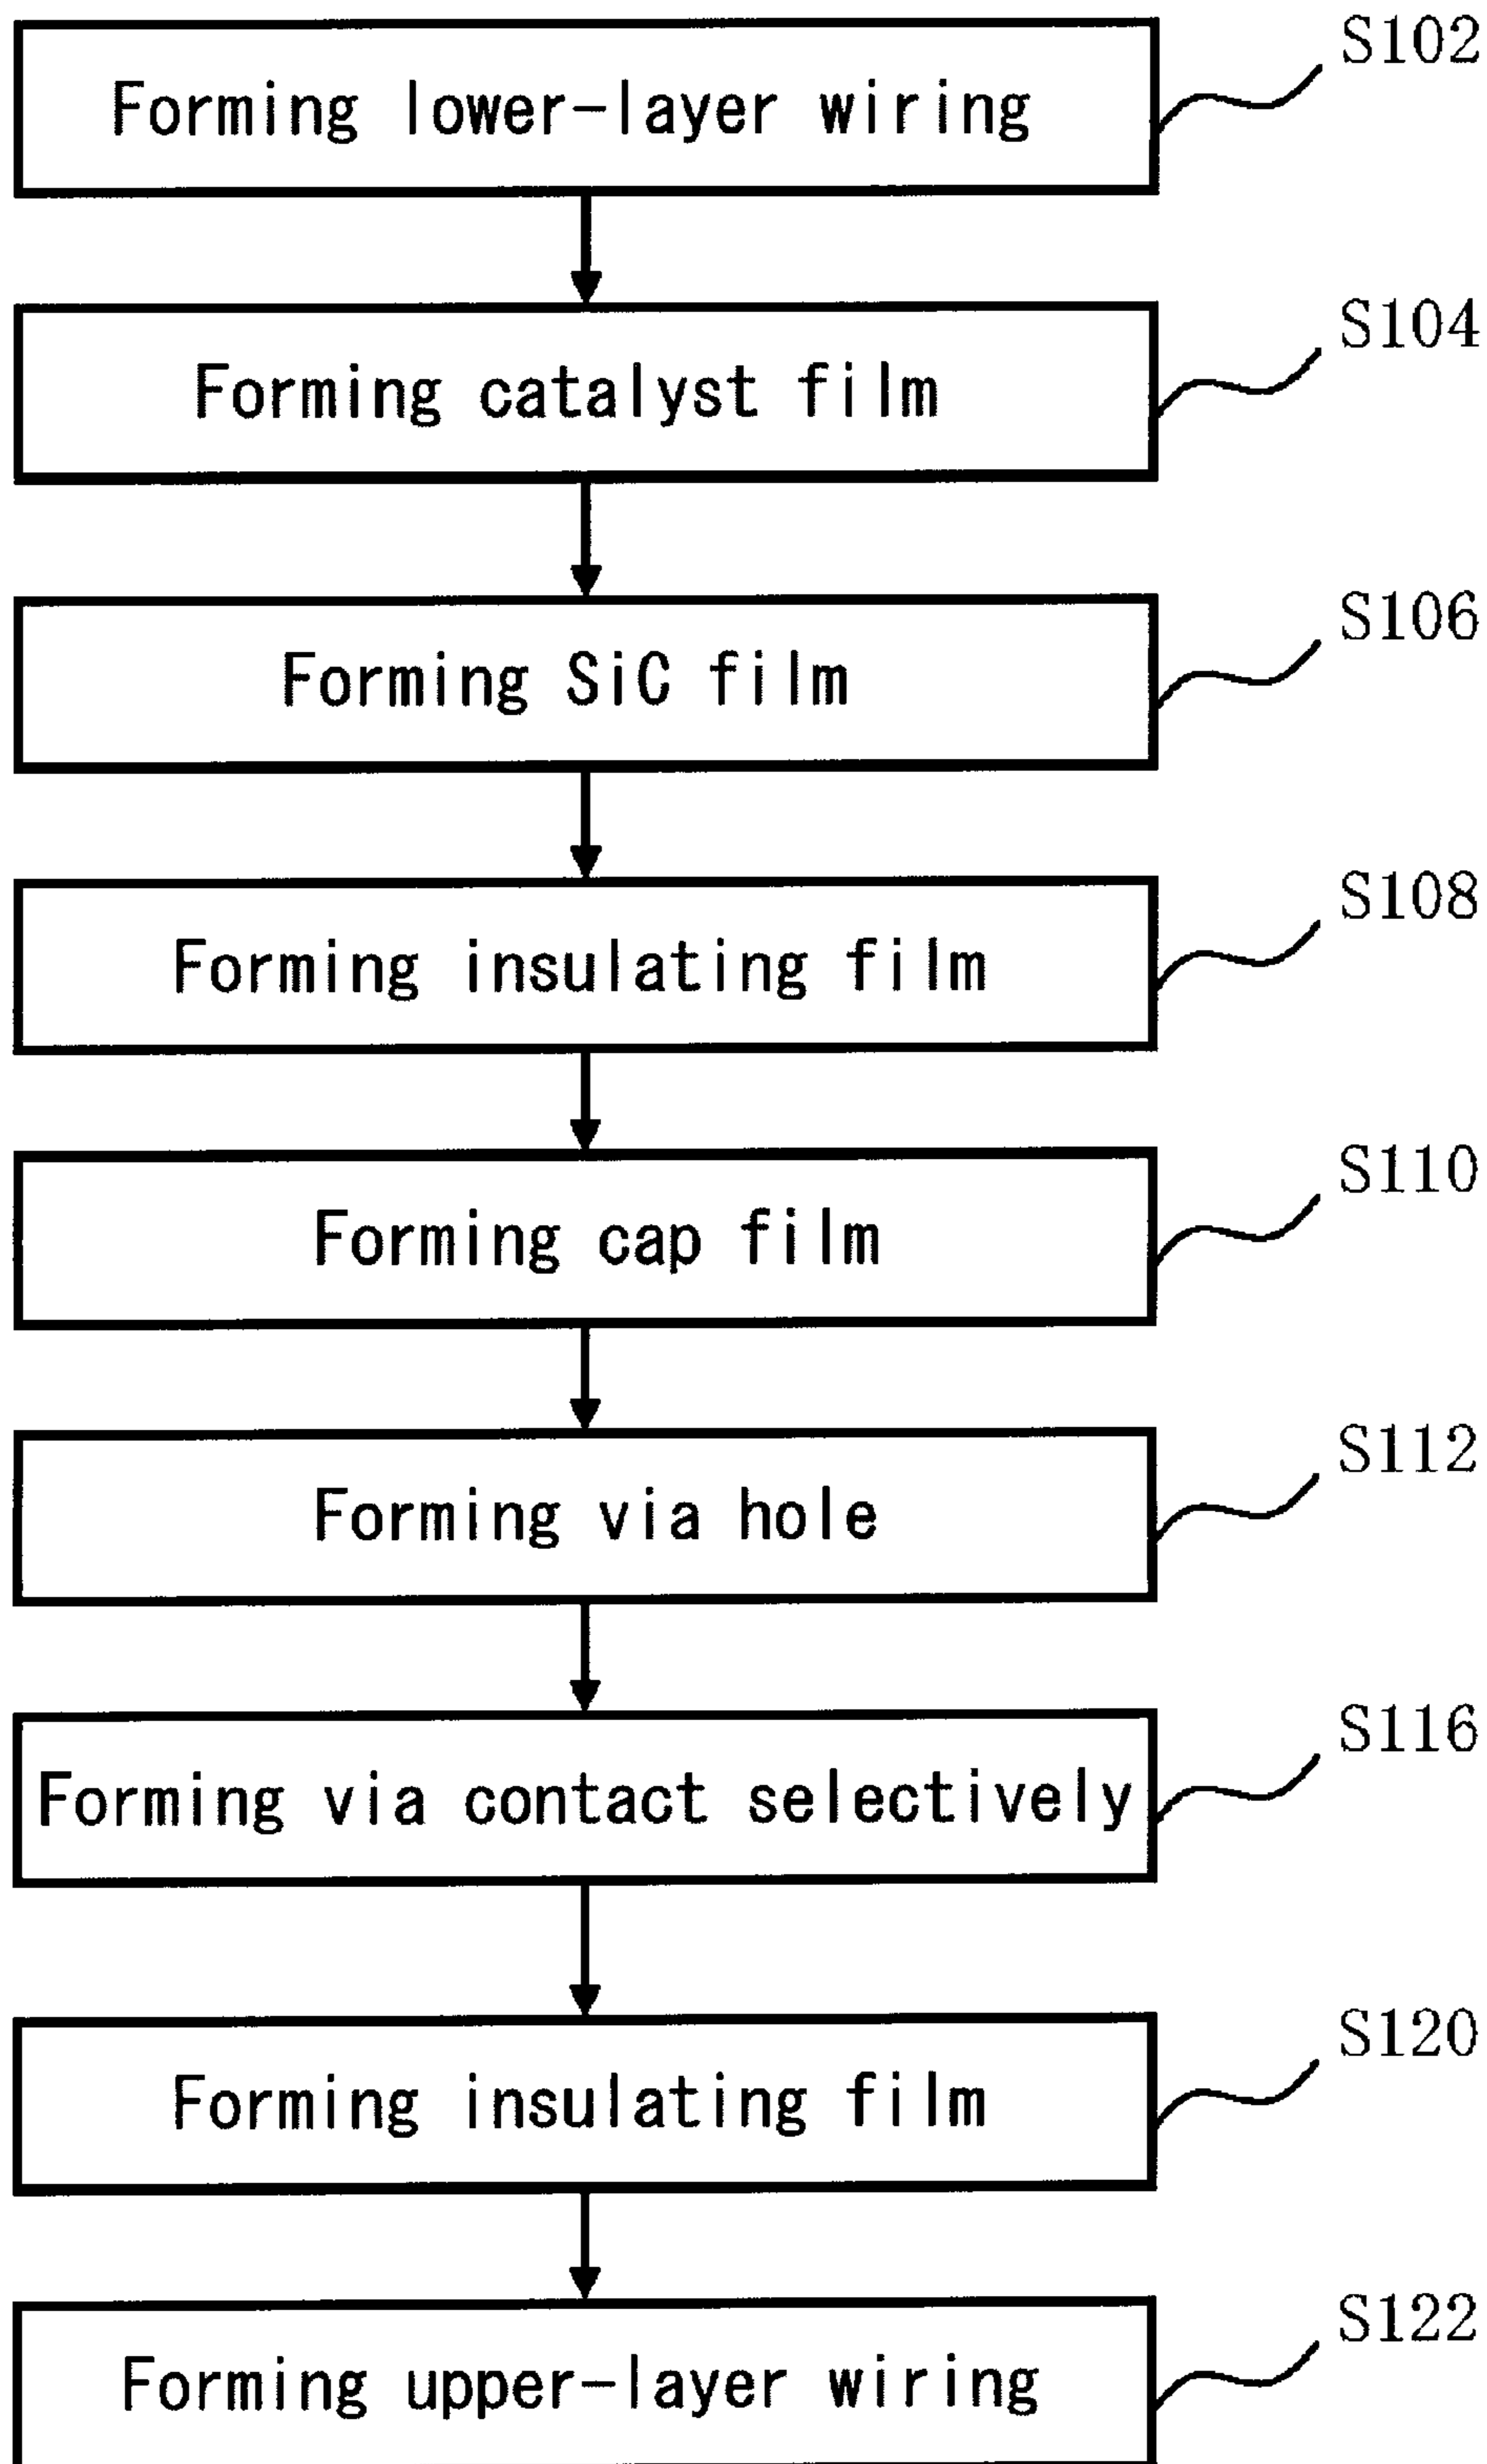 S102
Forming lower-layer wiring
S104
Forming catalyst film
S106
Forming SiC film
S108
Forming insulating film
S110
Forming cap film
S112
Forming via hole
S116
Forming via contact selectively
S120
Forming insulating film
S122
Forming upper-layer wiring